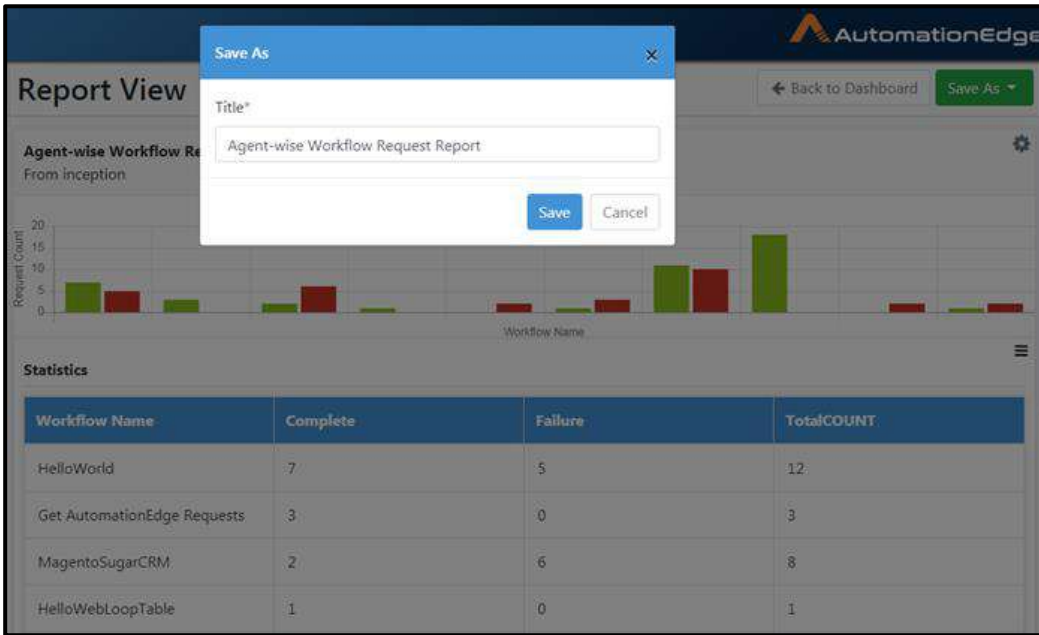 AutomationEdge
Save As
×
Report View
← Back to Dashboard
Save As
Title*
Agent-wise Workflow Request Report
Agent-wise Workflow Re
From inception
Save
Cancel
Request Count
20
15
10
5
0
Workflow Name
Statistics
Workflow Name Complete Failure TotalCOUNT
HelloWorld 7 5 12
Get AutomationEdge Requests 3 0 3
MagentoSugarCRM 2 6 8
HelloWebLoopTable 1 0 1